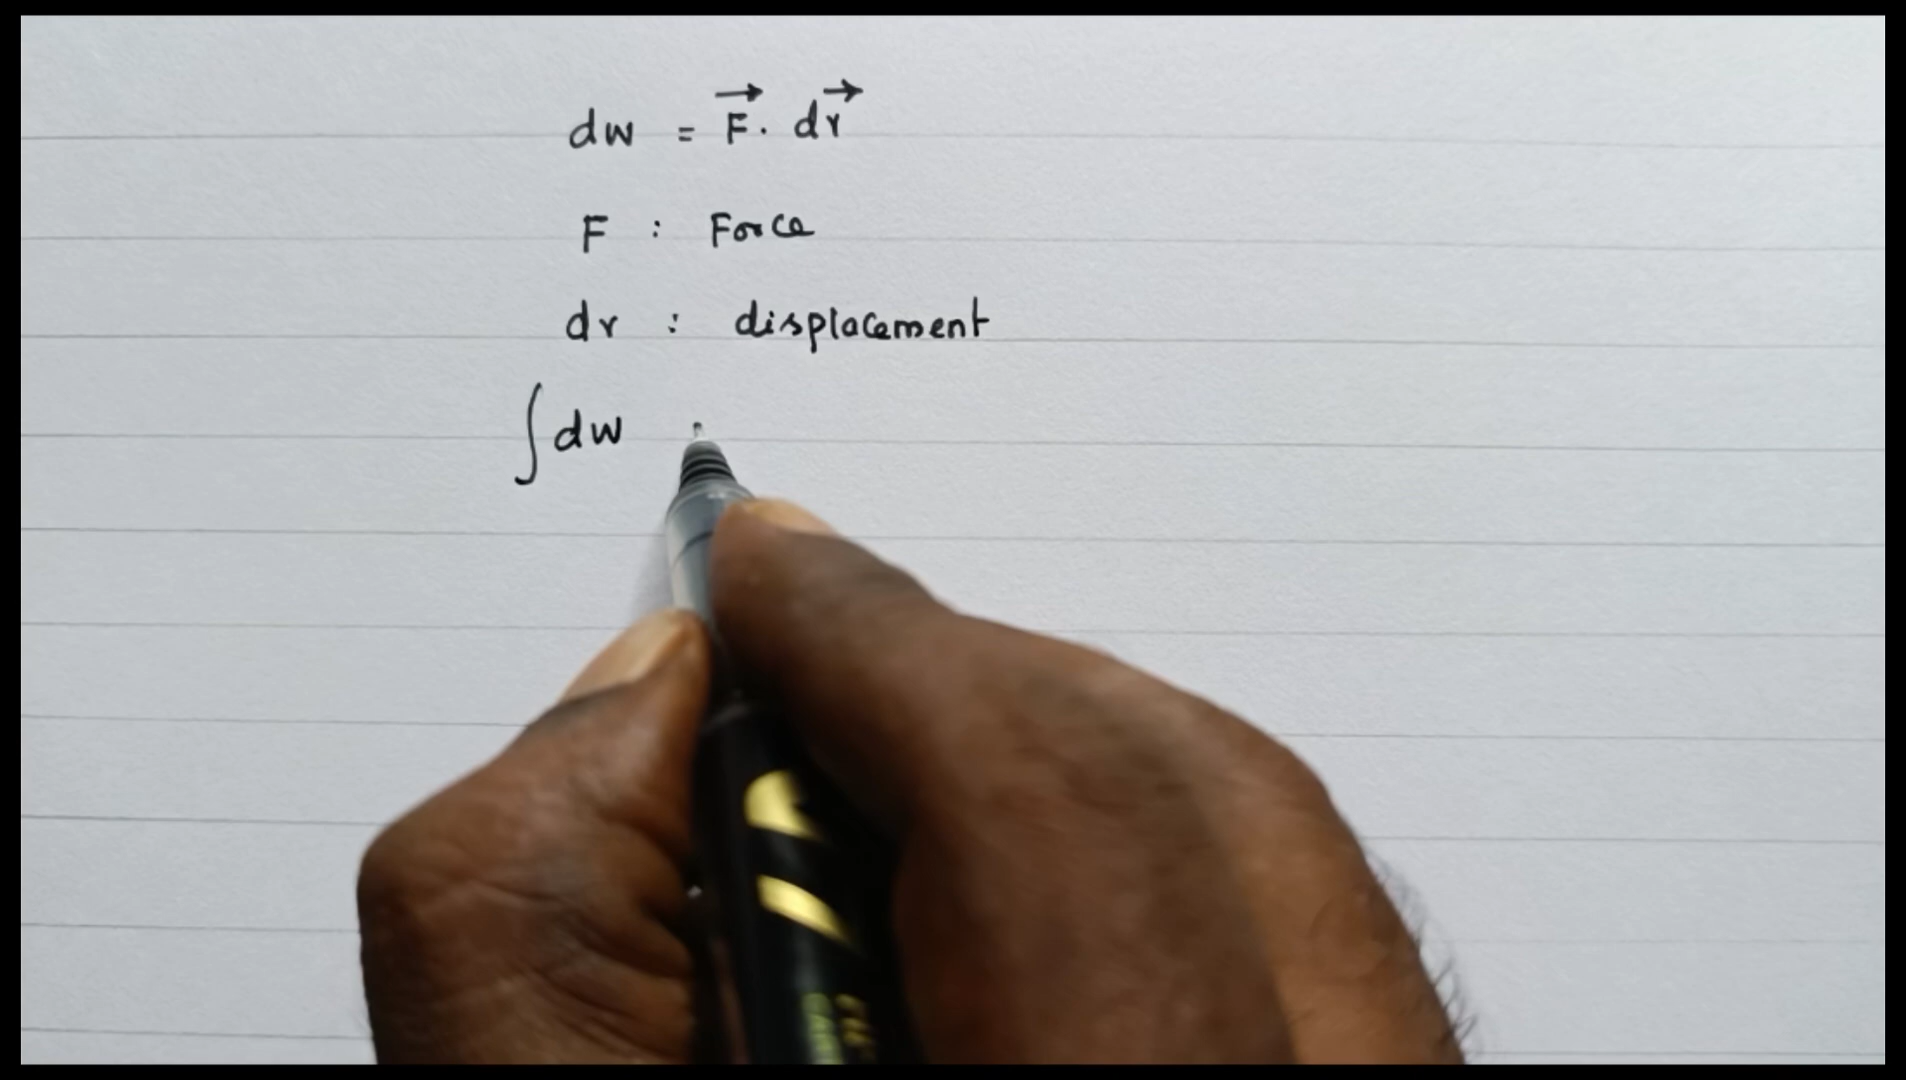 dw = F⃗. dr⃗
F : Force
dr : displacement
∫dw